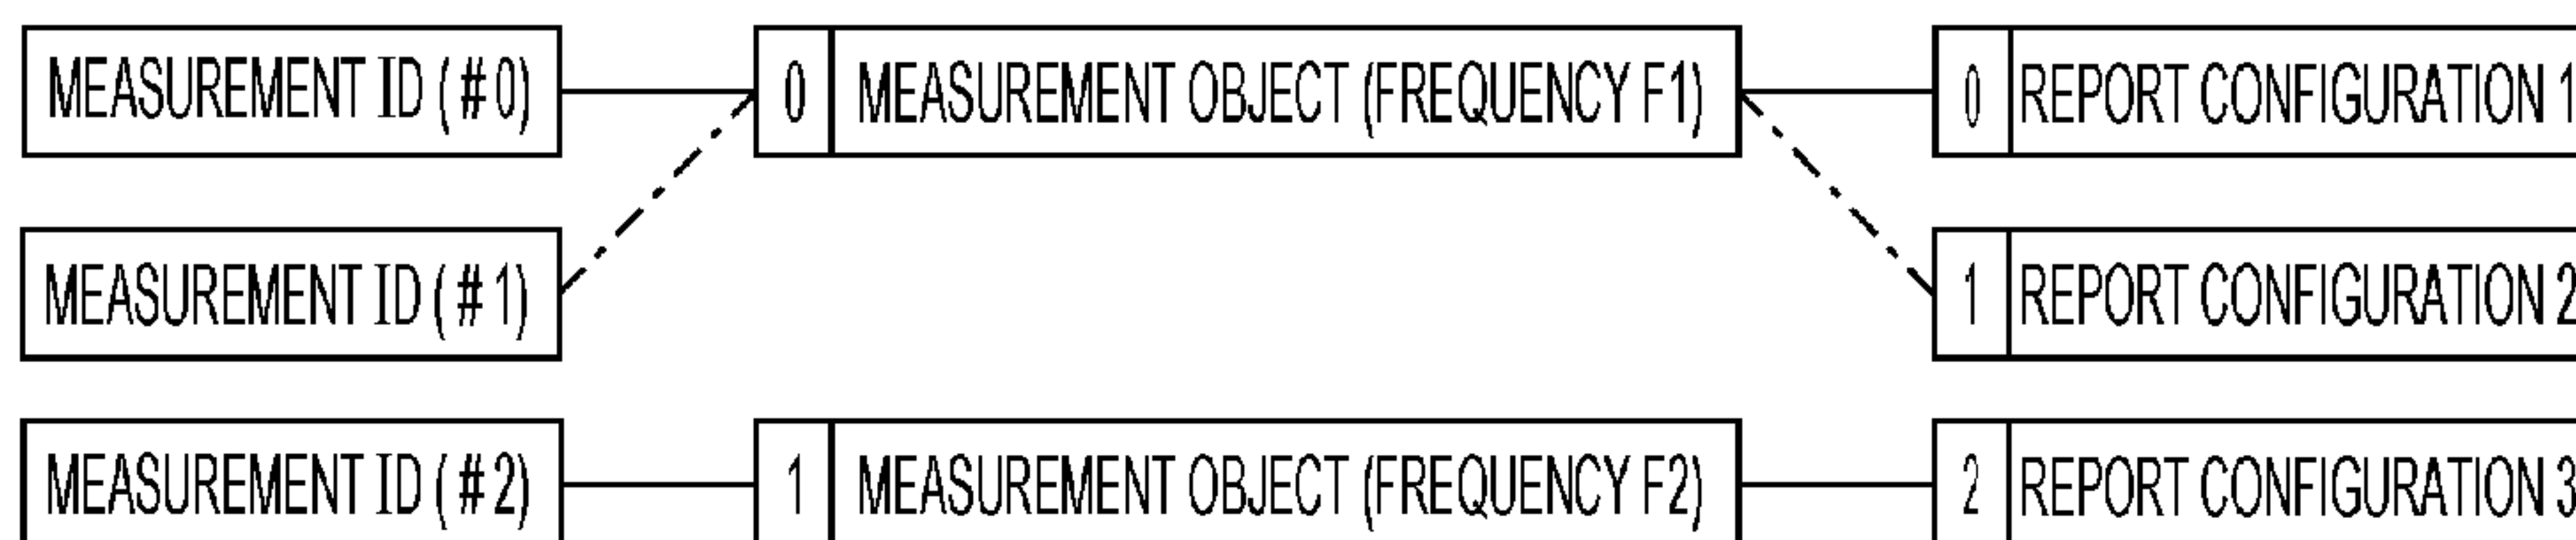 MEASUREMENT ID (#0) 0 MEASUREMENT OBJECT (FREQUENCY F1) 0 REPORT CONFIGURATION 1
MEASUREMENT ID (#1) 1 REPORT CONFIGURATION 2
MEASUREMENT ID (#2) 1 MEASUREMENT OBJECT (FREQUENCY F2) 2 REPORT CONFIGURATION 3